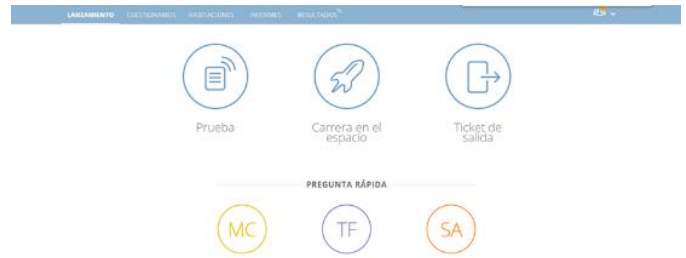 LANZAMIENTO CUESTIONARIOS HABITACIONES INFORMES RESULTADOS
Prueba
Carrera en el
espacio
Ticket de
salida
PREGUNTA RÁPIDA
MC
TF
SA